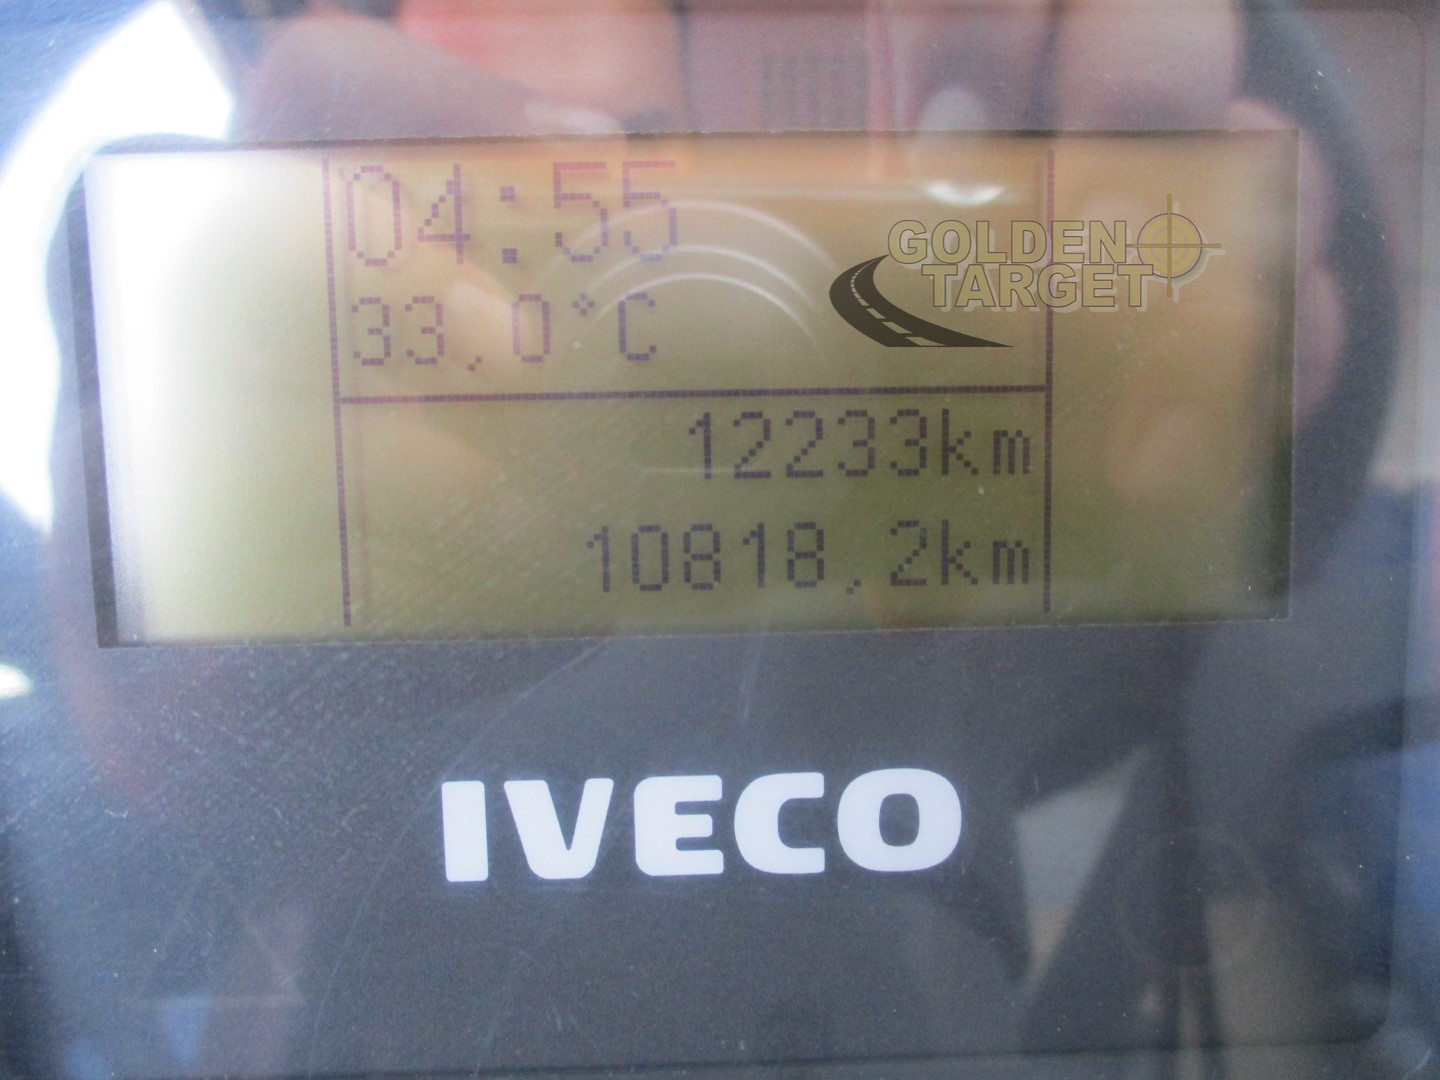 04:55
33,0°C
12233km
10818,2km
GOLDEN
TARGET
IVECO